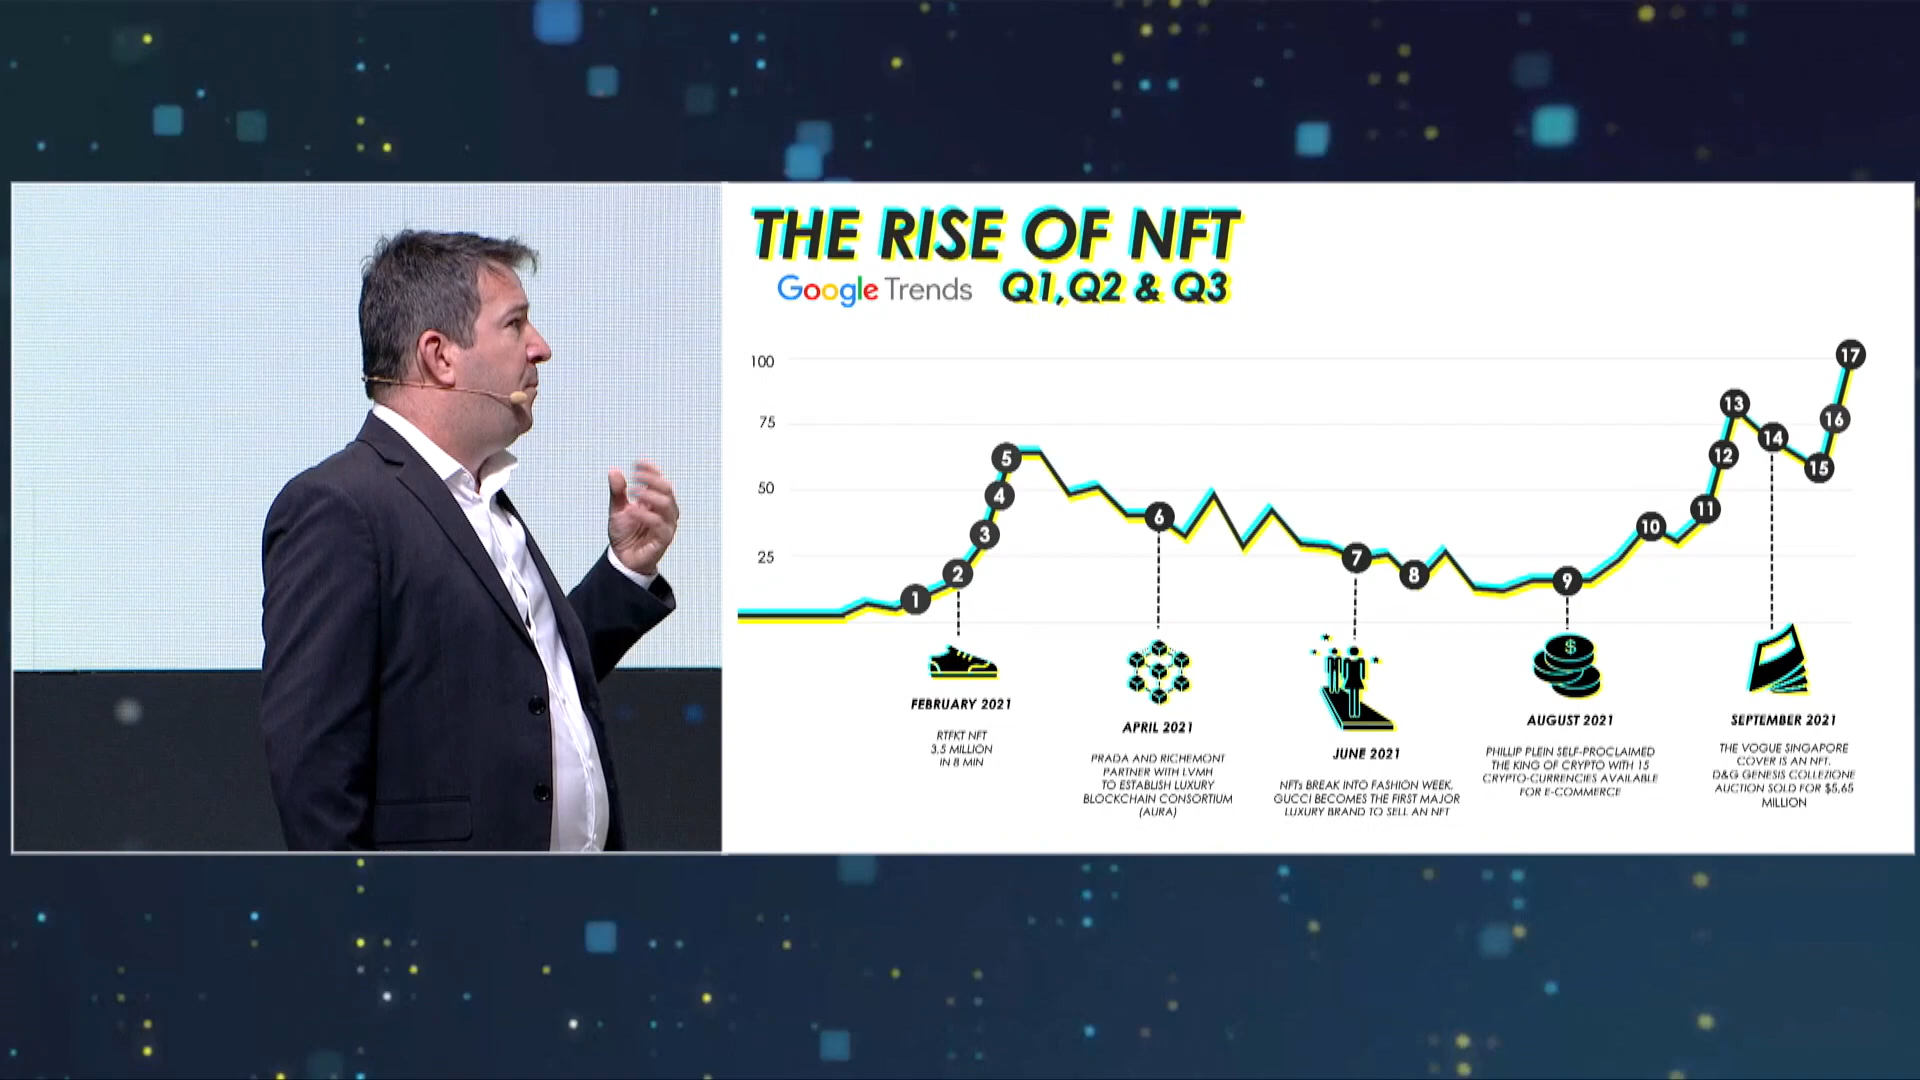 THE RISE OF NFT
Google Trends Q1,Q2 & Q3
100
75
50
25
1
2
3
4
5
6
7
8
9
10
11
12
13
14
15
16
17
FEBRUARY 2021
RTFKT NFT
3.5 MILLION
IN 8 MIN
APRIL 2021
PRADA AND RICHEMONT
PARTNER WITH LVMH
TO ESTABLISH LUXURY
BLOCKCHAIN CONSORTIUM
(AURA)
JUNE 2021
NFTs BREAK INTO FASHION WEEK.
GUCCI BECOMES THE FIRST MAJOR
LUXURY BRAND TO SELL AN NFT
AUGUST 2021
PHILLIP PLEIN SELF-PROCLAIMED
THE KING OF CRYPTO WITH 15
CRYPTO-CURRENCIES AVAILABLE
FOR E-COMMERCE
SEPTEMBER 2021
THE VOGUE SINGAPORE
COVER IS AN NFT.
D&G GENESIS COLLEZIONE
AUCTION SOLD FOR $5,65
MILLION
$